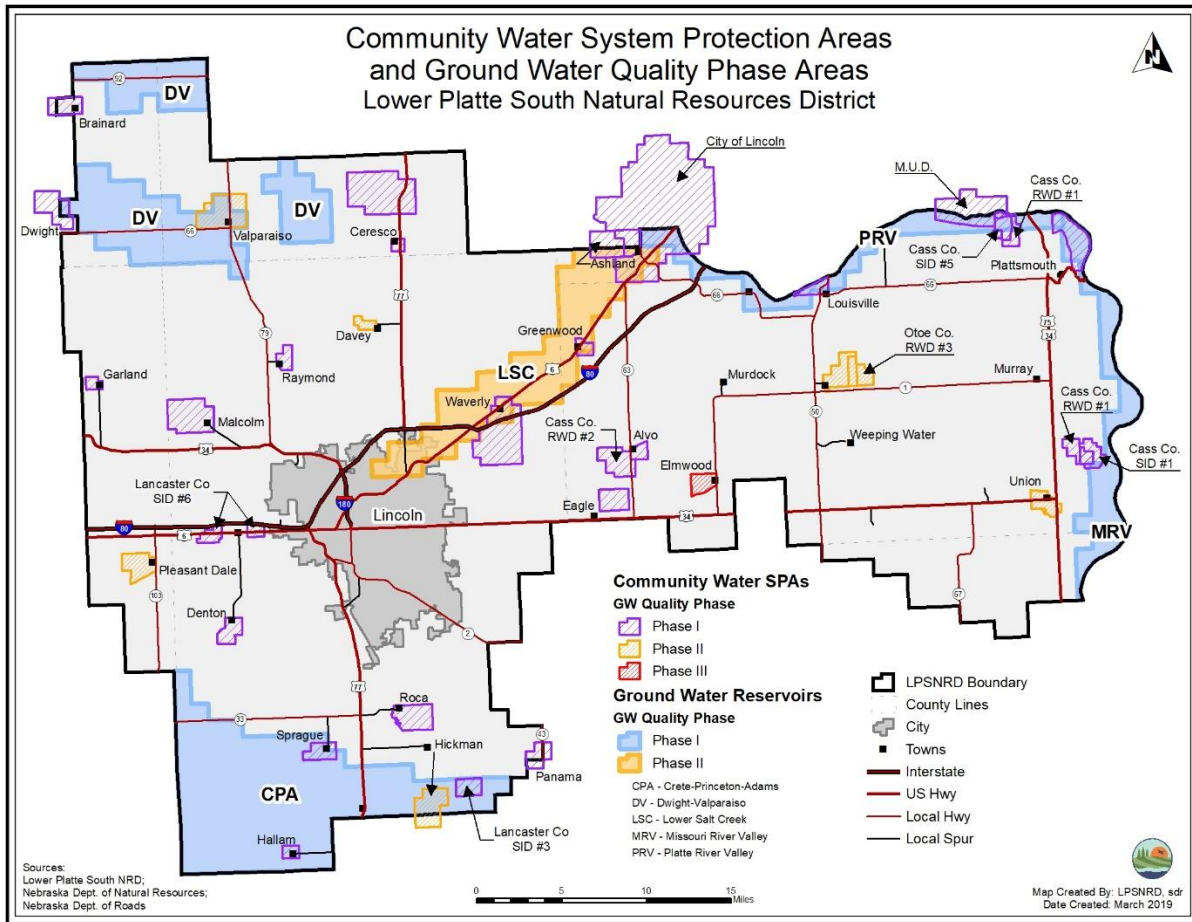 Community Water System Protection Areas
and Ground Water Quality Phase Areas
Lower Platte South Natural Resources District
N
92
DV
Brainard
DV
DV
Dwight
66
Valparaiso
Ceresco
City of Lincoln
Ashland
M.U.D.
Cass Co.
RWD #1
PRV
Cass Co.
SID #5
Plattsmouth
66
Louisville
66
77
79
Davey
Greenwood
LSC
6
80
63
Otoe Co.
RWD #3
75
34
Garland
Raymond
Murdock
1
Murray
Waverly
Malcolm
34
Cass Co.
RWD #2
Alvo
50
Weeping Water
Cass Co.
RWD #1
Cass Co.
SID #1
Elmwood
Lancaster Co
SID #6
180
Lincoln
Eagle
34
Union
80
6
MRV
Pleasant Dale
103
Denton
2
67
77
Roca
33
Sprague
Hickman
43
Panama
CPA
Hallam
Lancaster Co
SID #3
Community Water SPAs
GW Quality Phase
Phase I
Phase II
Phase III
Ground Water Reservoirs
GW Quality Phase
Phase I
Phase II
CPA - Crete-Princeton-Adams
DV - Dwight-Valparaiso
LSC - Lower Salt Creek
MRV - Missouri River Valley
PRV - Platte River Valley
LPSNRD Boundary
County Lines
City
Towns
Interstate
US Hwy
Local Hwy
Local Spur
Sources:
Lower Platte South NRD;
Nebraska Dept. of Natural Resources;
Nebraska Dept. of Roads
0 5 10 15
Miles
Map Created By: LPSNRD, sdr
Date Created: March 2019